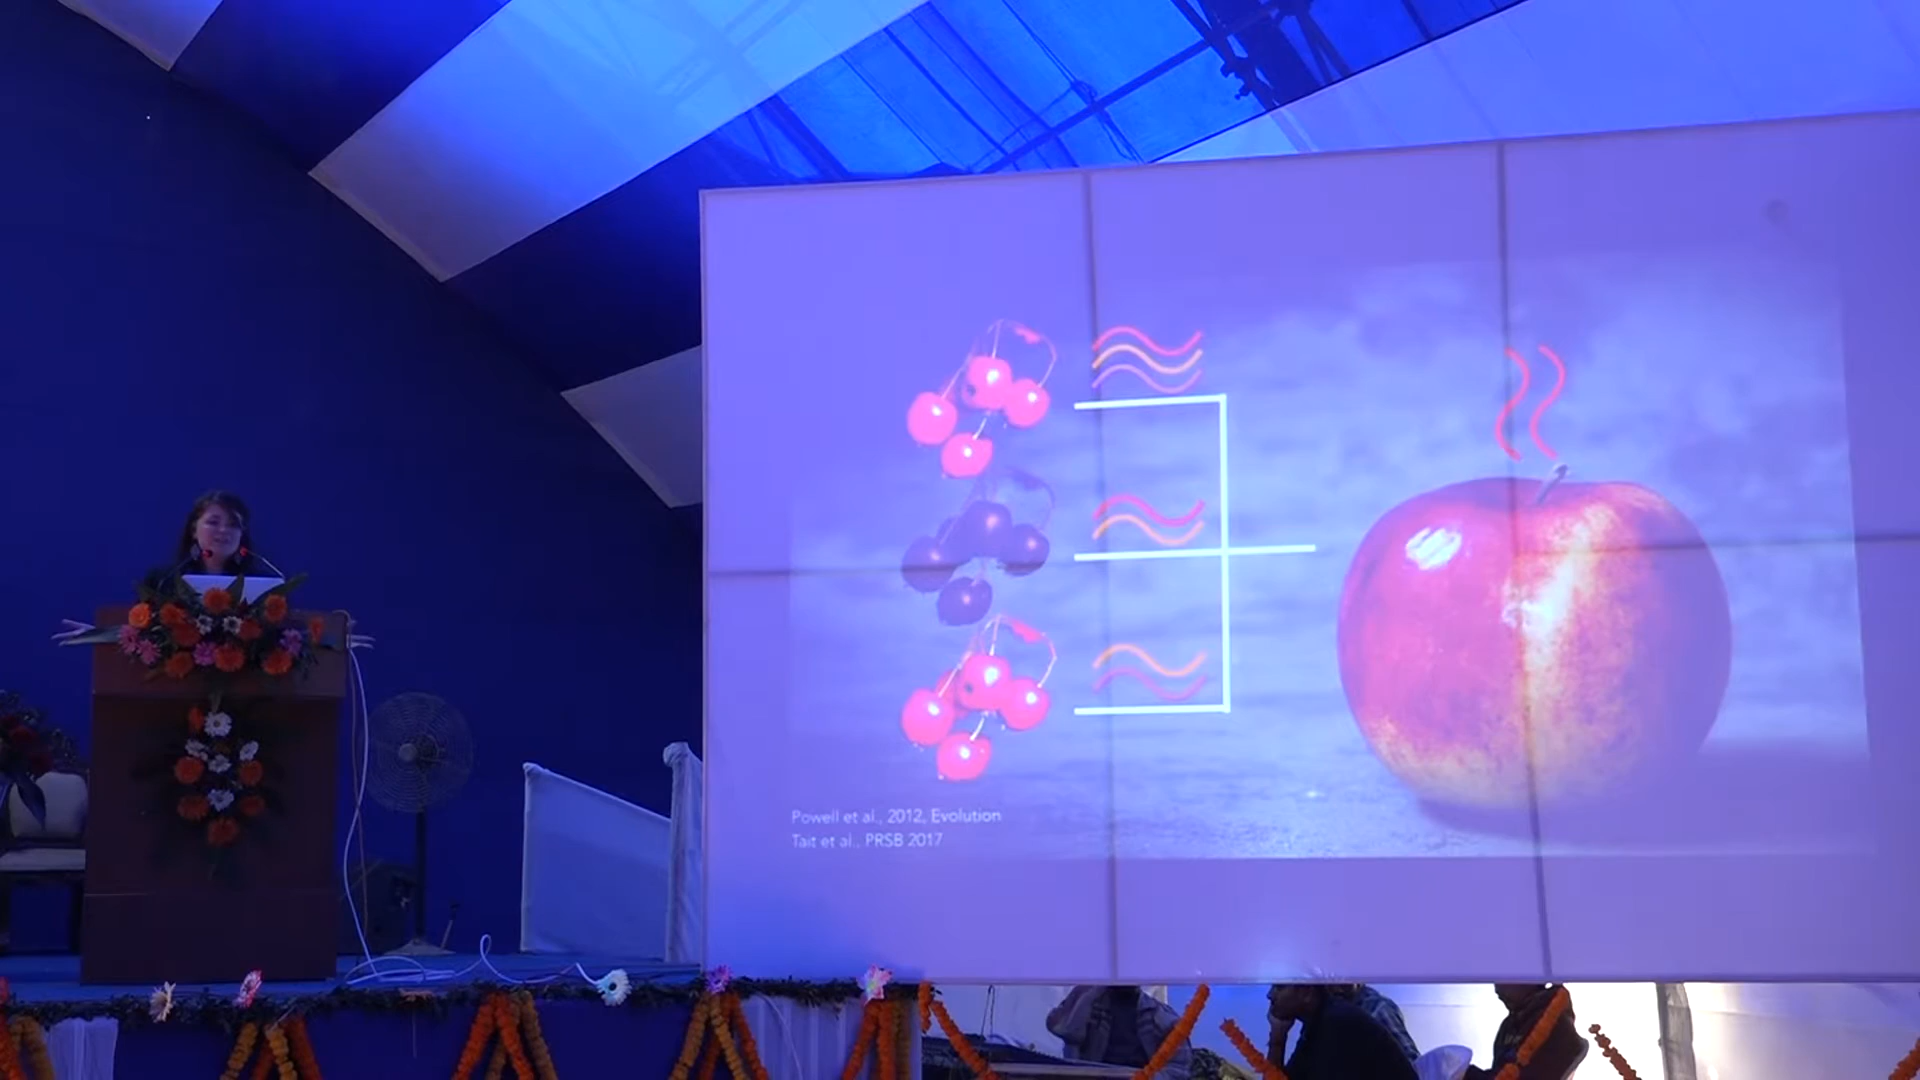 Powell et al., 2012, Evolution
Tait et al., PRSB 2017